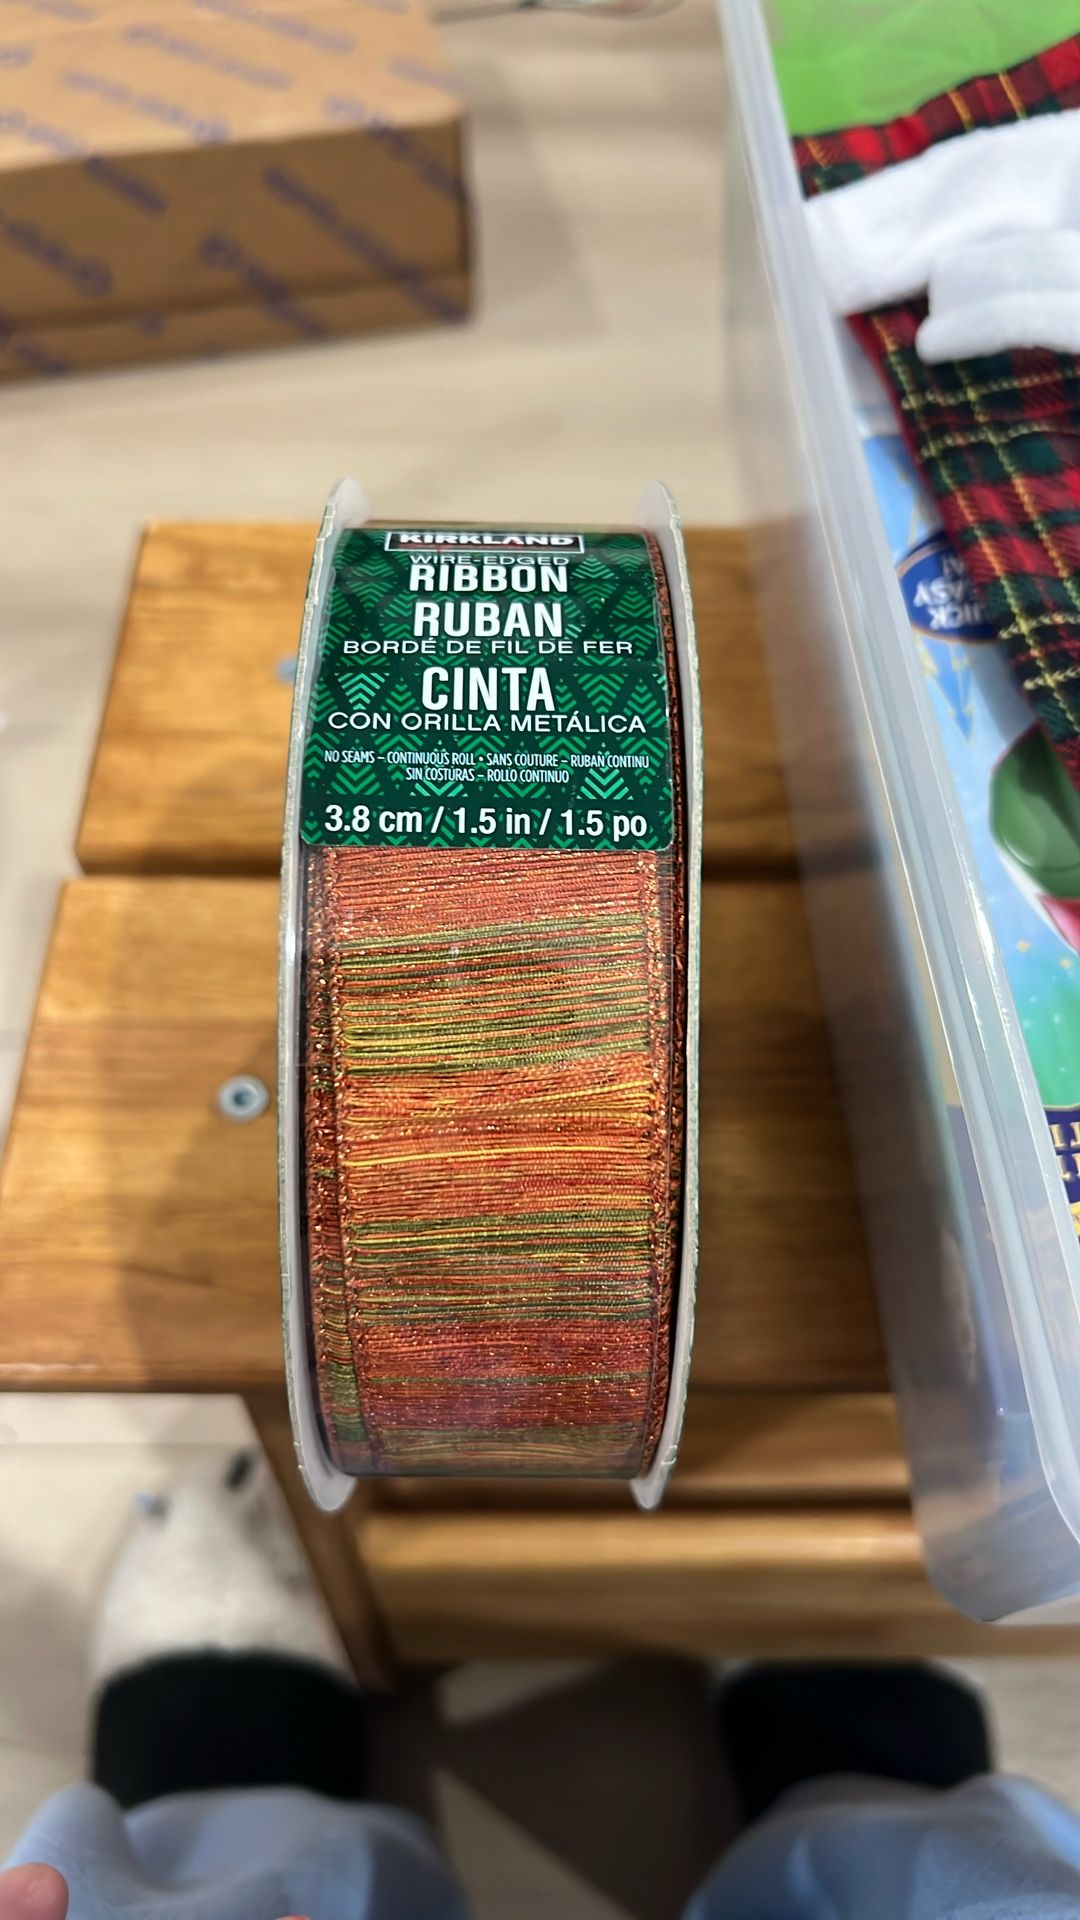 KIRKLAND
WIRE-EDGED
RIBBON
RUBAN
BORDÉ DE FIL DE FER
CINTA
CON ORILLA METÁLICA
NO SEAMS – CONTINUOUS ROLL • SANS COUTURE – RUBAN CONTINU
SIN COSTURAS – ROLLO CONTINUO
3.8 cm / 1.5 in / 1.5 po